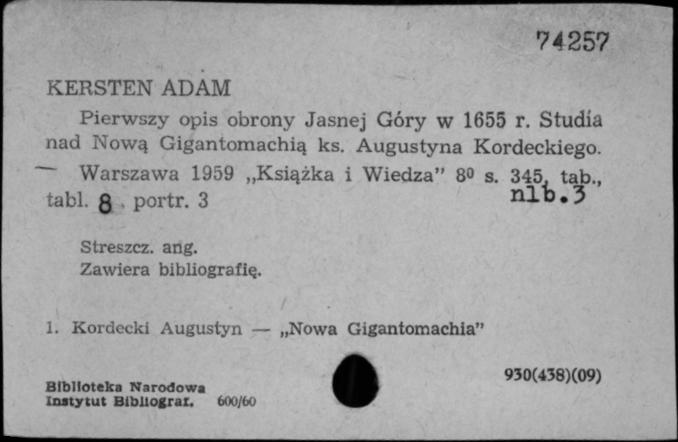 74257
KERSTEN ADAM
Pierwszy opis obrony Jasnej Góry w 1655 r. Studia
nad Nową Gigantomachią ks. Augustyna Kordeckiego.
— Warszawa 1959 „Książka i Wiedza” 8⁰ s. 345, tab.,
tabl. 8, portr. 3 nlb.3
Streszcz. ang.
Zawiera bibliografię.
1. Kordecki Augustyn — „Nowa Gigantomachia”
930(438)(09)
Biblioteka Narodowa
Instytut Bibliograf. 600/60